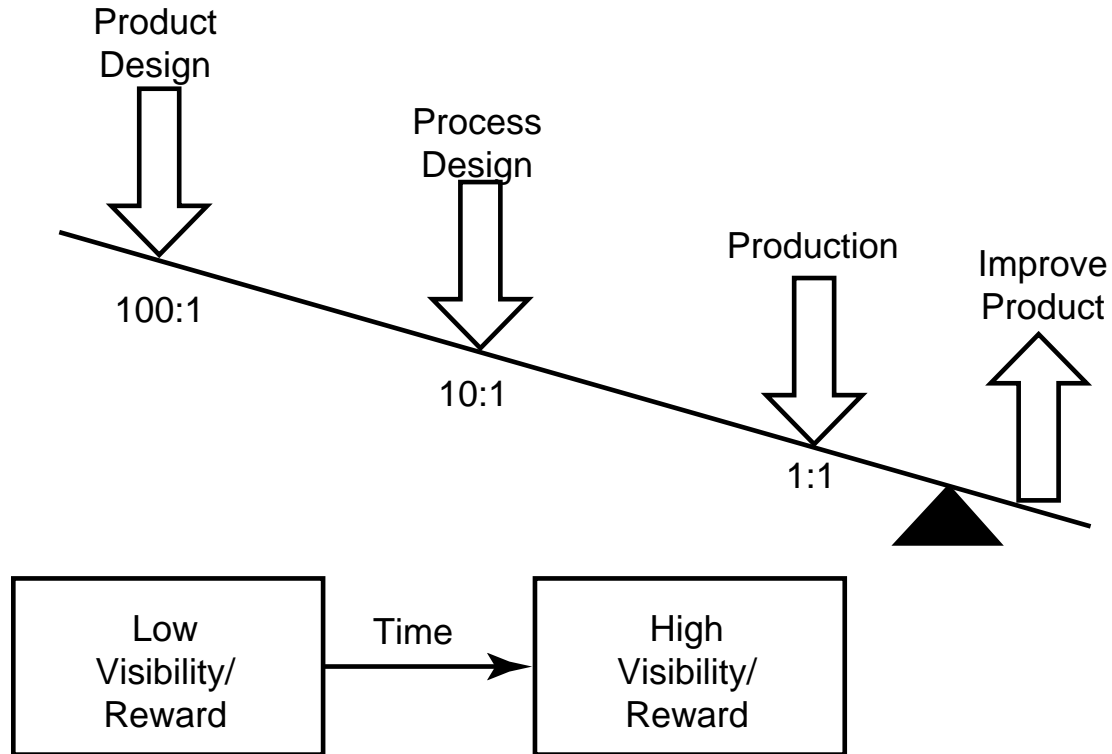 Product
Design
Process
Design
Production
Improve
Product
100:1
10:1
1:1
Low
Visibility/
Reward
Time
High
Visibility/
Reward